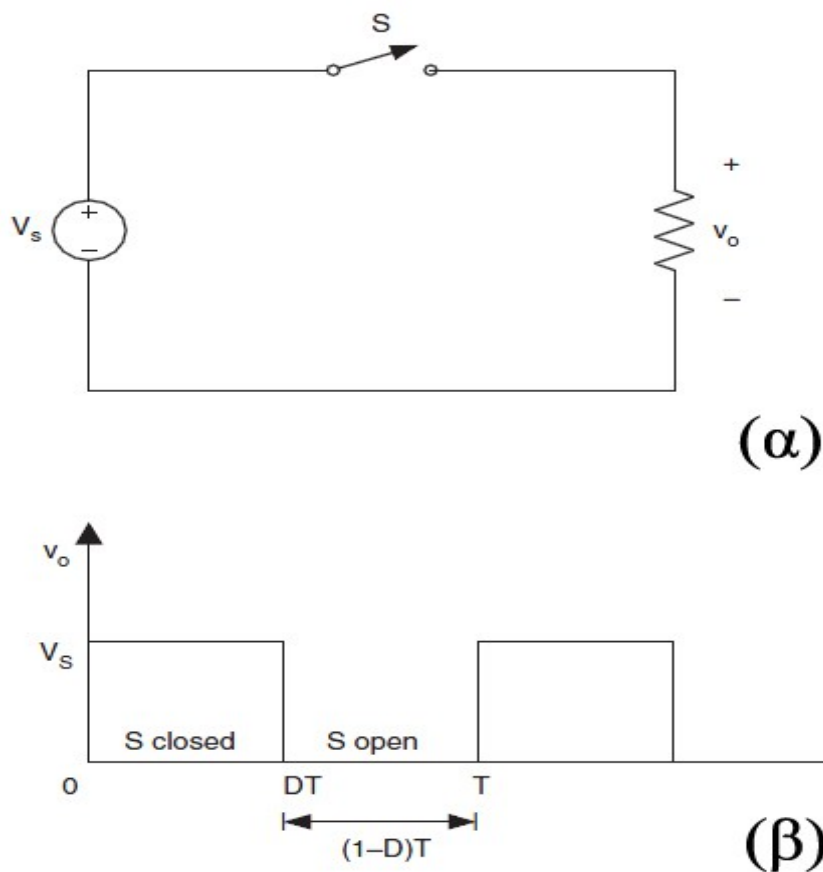 S
+
Vs
+
−
vo
−
(α)
vo
VS
S closed
S open
0
DT
T
(1–D)T
(β)